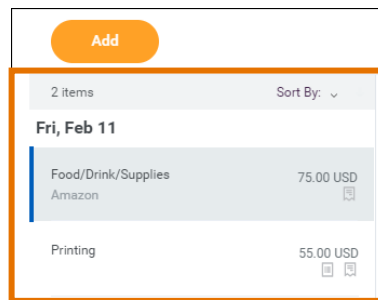 Add
2 items Sort By:
Fri, Feb 11
Food/Drink/Supplies 75.00 USD
Amazon
Printing 55.00 USD